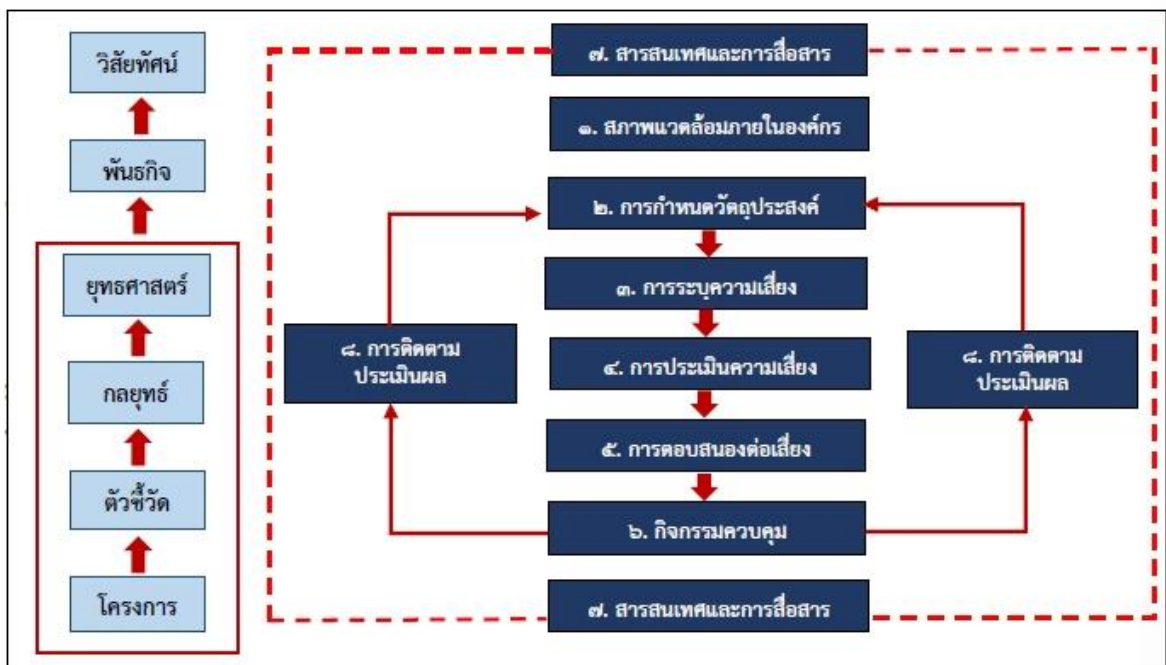 วิสัยทัศน์
พันธกิจ
ยุทธศาสตร์
กลยุทธ์
ตัวชี้วัด
โครงการ
๗. สารสนเทศและการสื่อสาร
๑. สภาพแวดล้อมภายในองค์กร
๒. การกำหนดวัตถุประสงค์
๓. การระบุความเสี่ยง
๘. การติดตาม
ประเมินผล
๔. การประเมินความเสี่ยง
๘. การติดตาม
ประเมินผล
๕. การตอบสนองต่อเสี่ยง
๖. กิจกรรมควบคุม
๗. สารสนเทศและการสื่อสาร